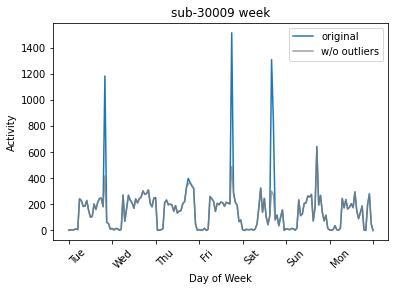 sub-30009 week
original
w/o outliers
Activity
1400
1200
1000
800
600
400
200
0
Tue
Wed
Thu
Fri
Sat
Sun
Mon
Day of Week